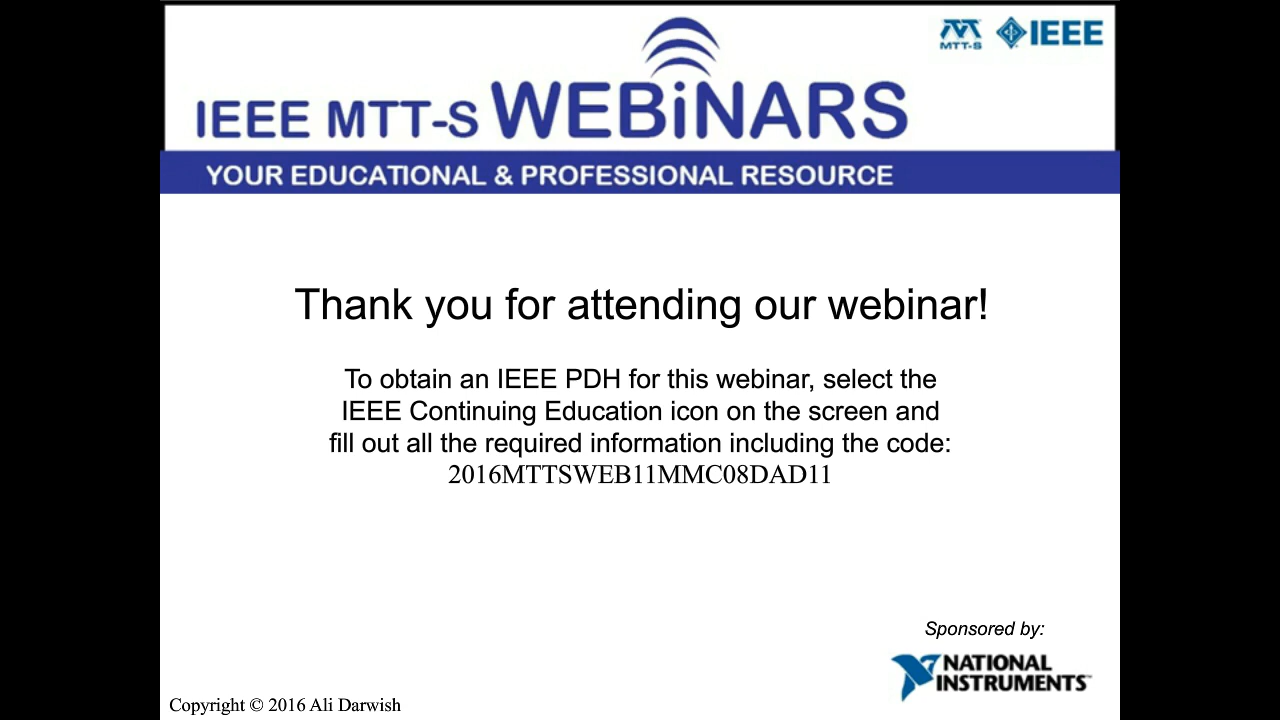 MTT-S IEEE
IEEE MTT-S WEBiNARS
YOUR EDUCATIONAL & PROFESSIONAL RESOURCE
Thank you for attending our webinar!
To obtain an IEEE PDH for this webinar, select the
IEEE Continuing Education icon on the screen and
fill out all the required information including the code:
2016MTTSWEB11MMC08DAD11
Sponsored by:
NATIONAL
INSTRUMENTS™
Copyright © 2016 Ali Darwish